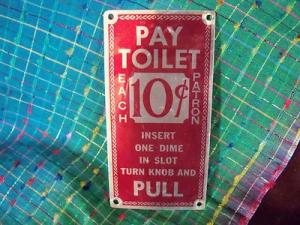 PAY
TOILET
EACH 10¢ PATRON
INSERT
ONE DIME
IN SLOT
TURN KNOB AND
PULL